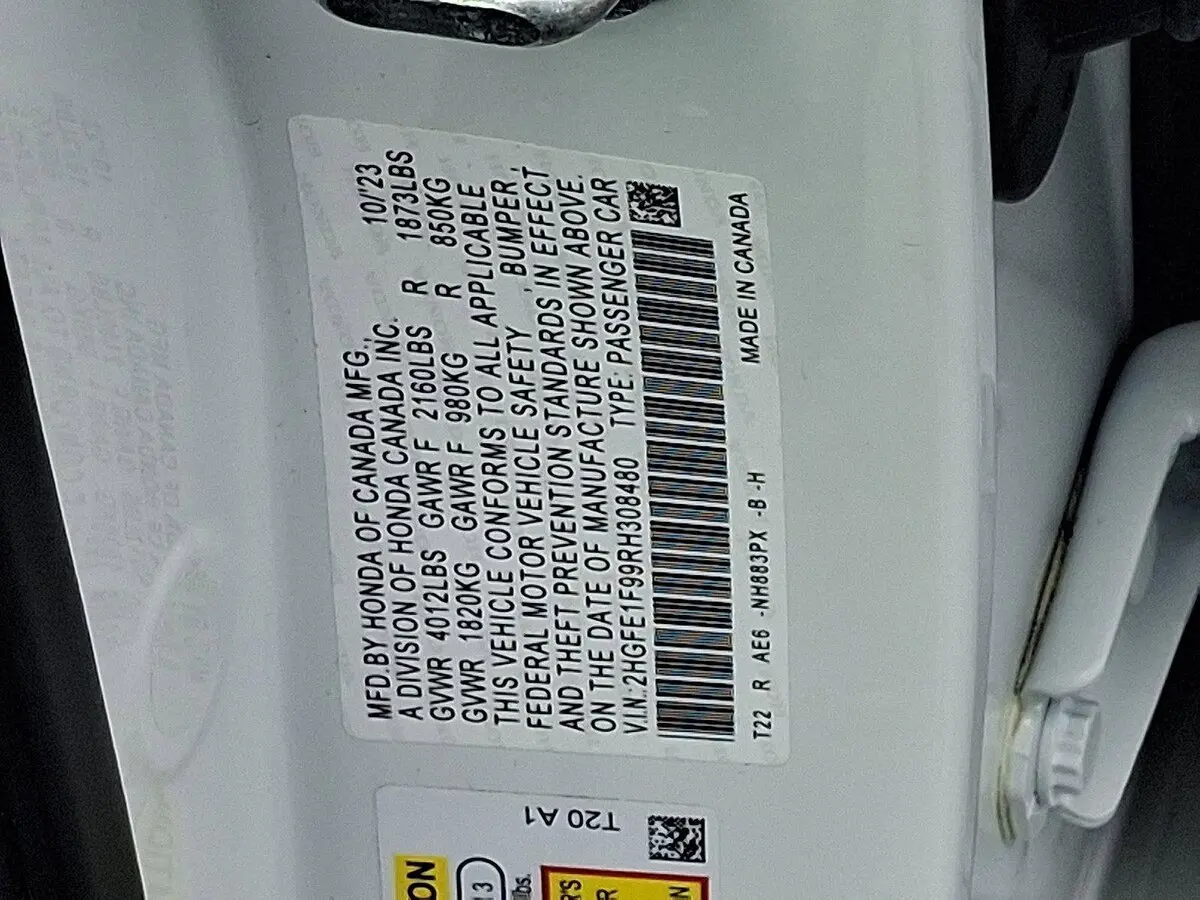 MFD.BY HONDA OF CANADA MFG., 10/'23
A DIVISION OF HONDA CANADA INC.
GVWR 4012LBS GAWR F 2160LBS R 1873LBS
GVWR 1820KG GAWR F 980KG R 850KG
THIS VEHICLE CONFORMS TO ALL APPLICABLE
FEDERAL MOTOR VEHICLE SAFETY , BUMPER ,
AND THEFT PREVENTION STANDARDS IN EFFECT
ON THE DATE OF MANUFACTURE SHOWN ABOVE.
V.I.N.:2HGFE1F99RH308480 TYPE: PASSENGER CAR
T22 R AE6 -NH883PX -B -H MADE IN CANADA
T20 A1